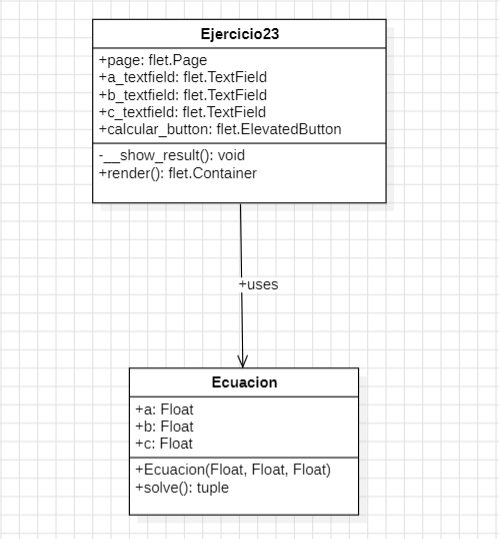 Ejercicio23
+page: flet.Page
+a_textfield: flet.TextField
+b_textfield: flet.TextField
+c_textfield: flet.TextField
+calcular_button: flet.ElevatedButton
-__show_result(): void
+render(): flet.Container
+uses
Ecuacion
+a: Float
+b: Float
+c: Float
+Ecuacion(Float, Float, Float)
+solve(): tuple